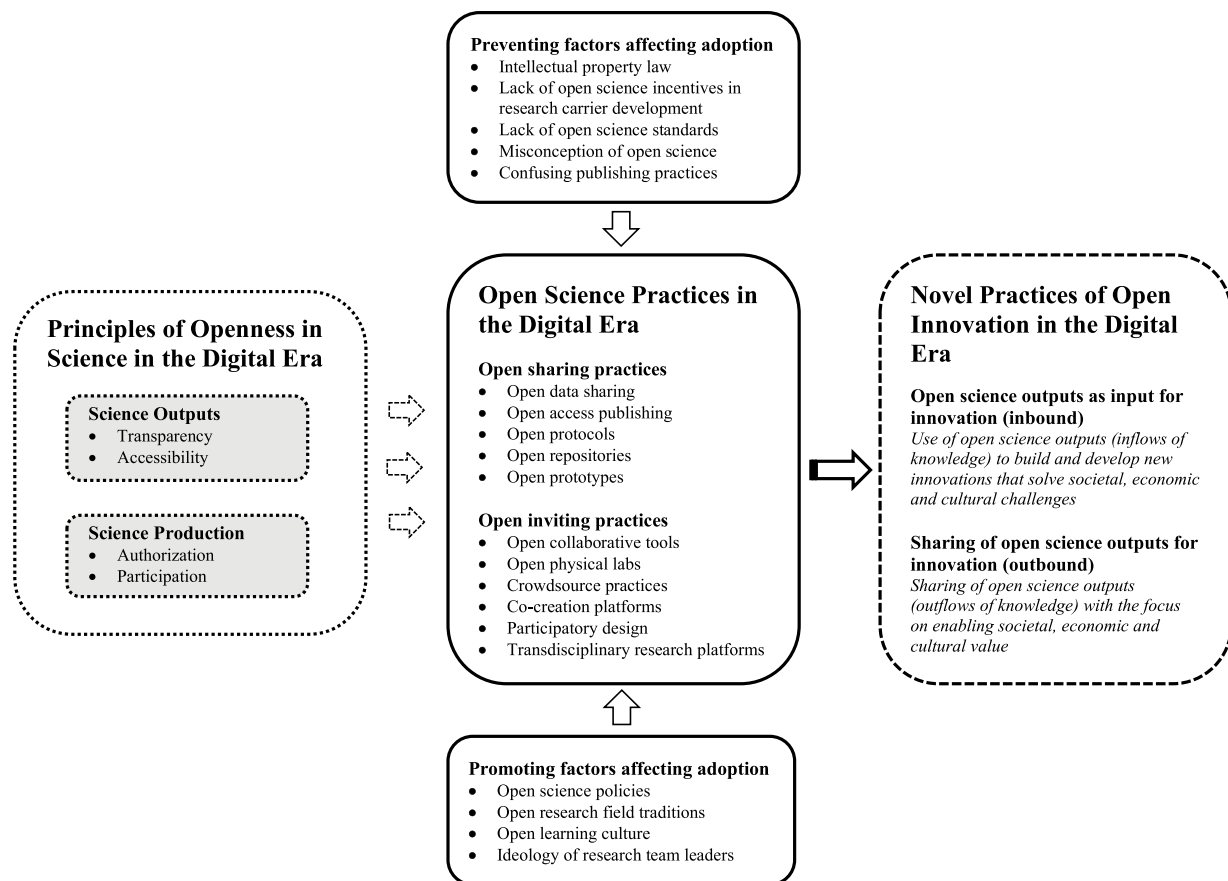 Preventing factors affecting adoption
• Intellectual property law
• Lack of open science incentives in
research carrier development
• Lack of open science standards
• Misconception of open science
• Confusing publishing practices
Principles of Openness in
Science in the Digital Era
Science Outputs
• Transparency
• Accessibility
Science Production
• Authorization
• Participation
Open Science Practices in
the Digital Era
Open sharing practices
• Open data sharing
• Open access publishing
• Open protocols
• Open repositories
• Open prototypes
Open inviting practices
• Open collaborative tools
• Open physical labs
• Crowdsource practices
• Co-creation platforms
• Participatory design
• Transdisciplinary research platforms
Novel Practices of Open
Innovation in the Digital
Era
Open science outputs as input for
innovation (inbound)
Use of open science outputs (inflows of
knowledge) to build and develop new
innovations that solve societal, economic
and cultural challenges
Sharing of open science outputs for
innovation (outbound)
Sharing of open science outputs
(outflows of knowledge) with the focus
on enabling societal, economic and
cultural value
Promoting factors affecting adoption
• Open science policies
• Open research field traditions
• Open learning culture
• Ideology of research team leaders